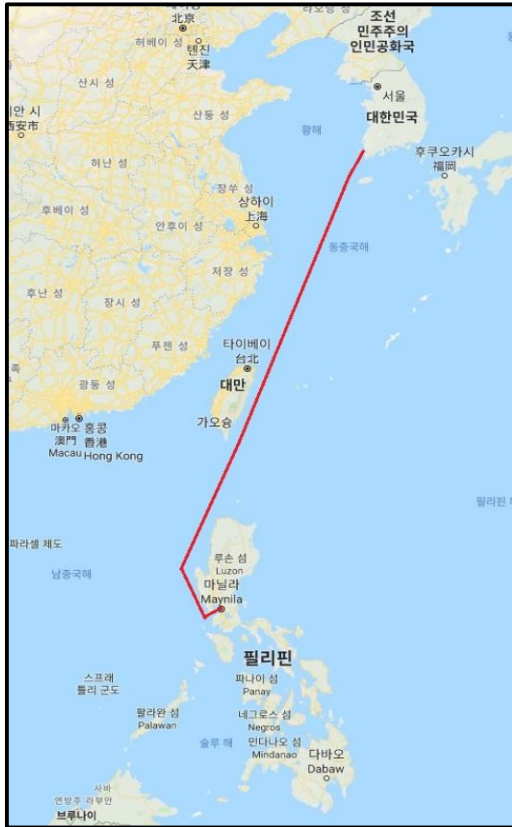 北京
텐진
天津
허베이 성
산시 성
산둥 성
조선
민주주의
인민공화국
서울
대한민국
황해
후쿠오카시
福岡
西安市
허난 성
장쑤 성
상하이
上海
후베이 성
안후이 성
동중국해
저장 성
후난 성
장시 성
푸젠 성
타이베이
台北
대만
광둥 성
가오슝
마카오
澳門
Macau
홍콩
香港
Hong Kong
필리핀 해
파라셀 제도
남중국해
루손 섬
Luzon
마닐라
Maynila
필리핀
스프래
틀리 군도
파나이 섬
Panay
팔라완 섬
Palawan
네그로스 섬
Negros
술루 해
민다나오 섬
Mindanao
다바오
Dabaw
사바
연방주 라부안
브루나이